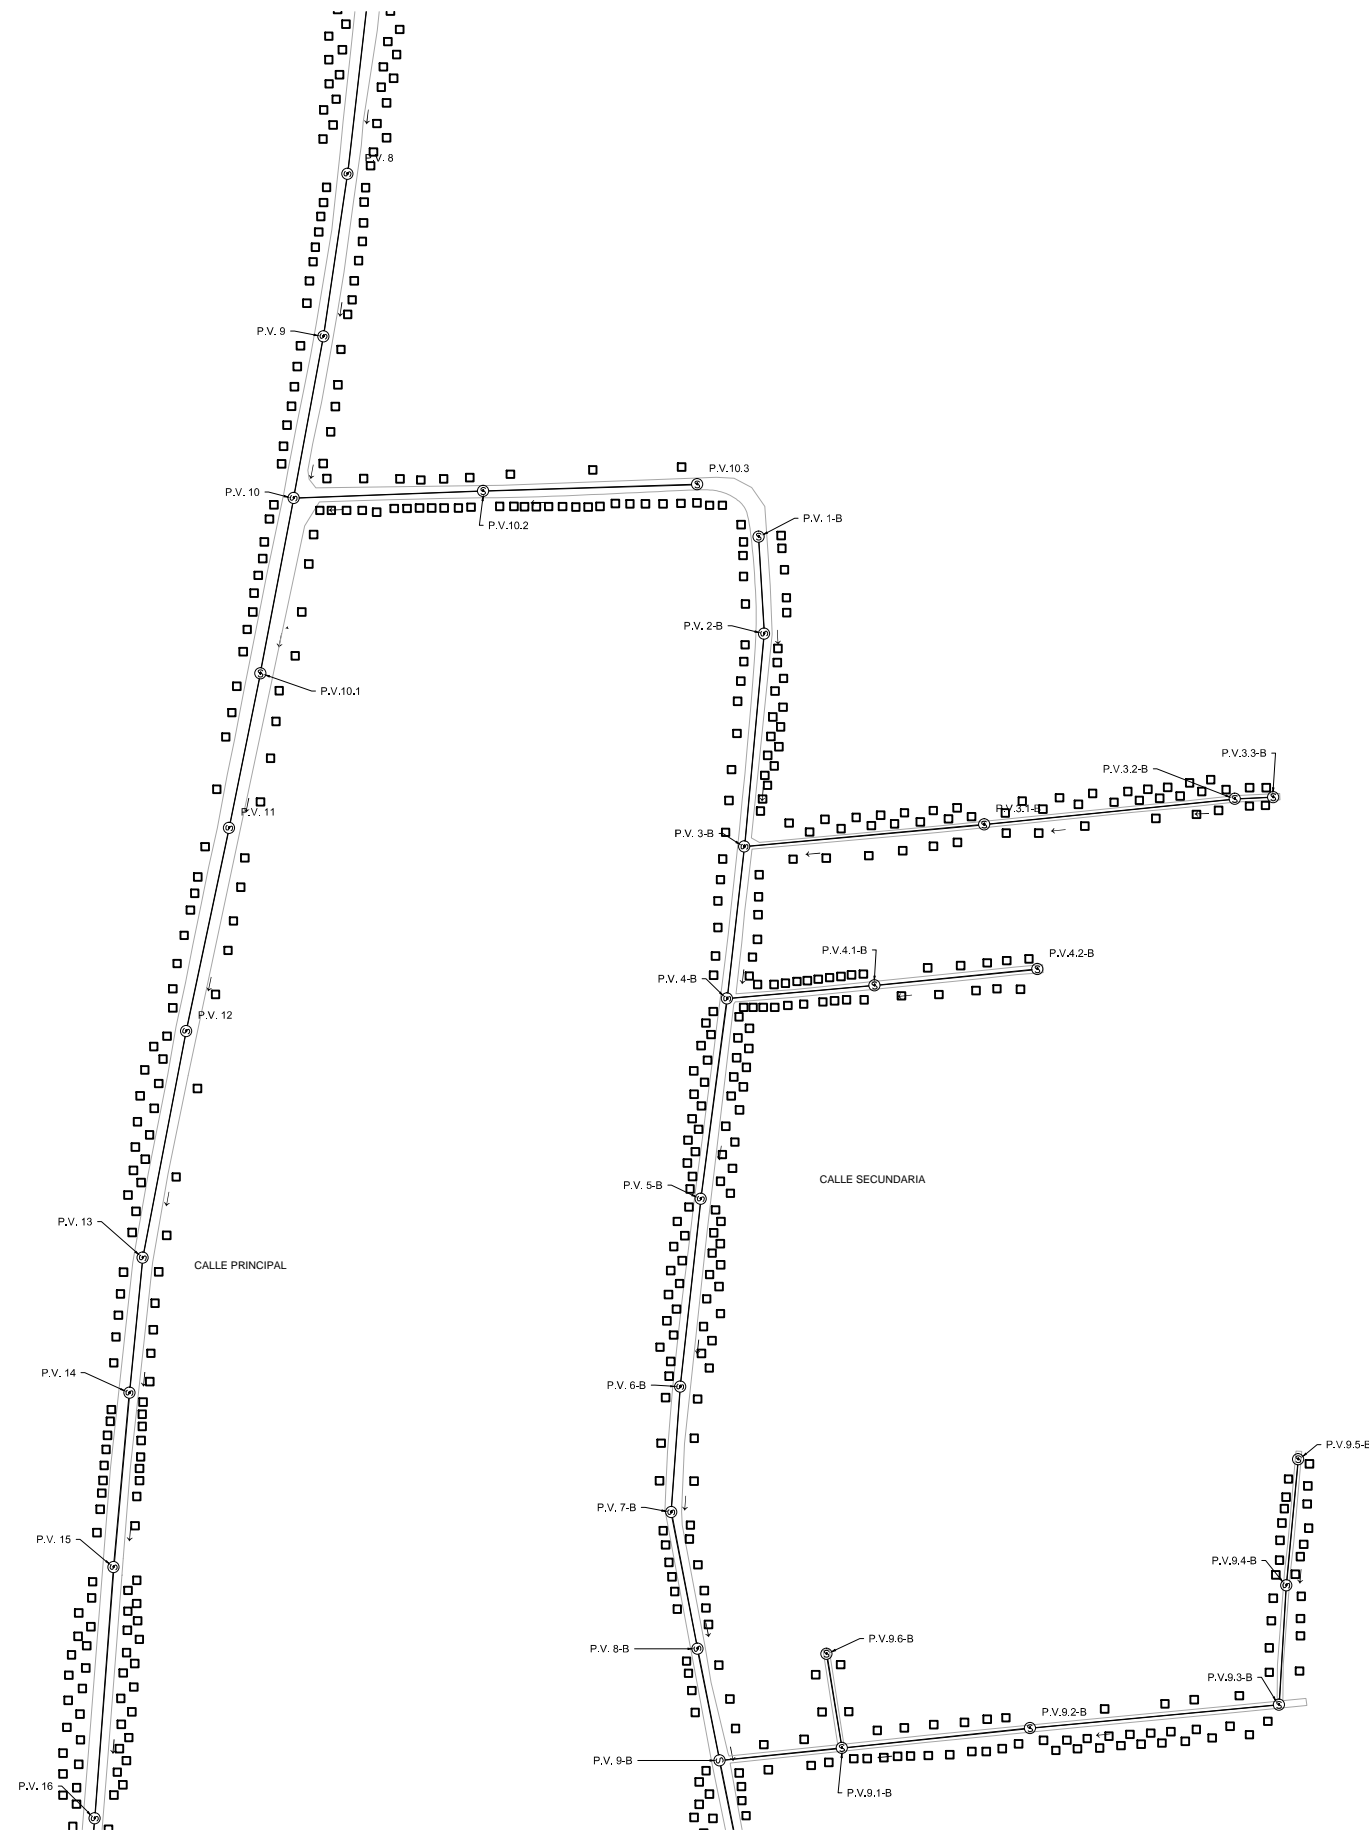 P.V. 8
P.V. 9
P.V. 10
P.V.10.3
P.V.10.2
P.V. 1-B
P.V. 2-B
P.V.10.1
P.V.3.3-B
P.V.3.2-B
P.V. 11
P.V.3.1-B
P.V. 3-B
P.V.4.1-B
P.V.4.2-B
P.V. 4-B
P.V. 12
CALLE SECUNDARIA
P.V. 5-B
P.V. 13
CALLE PRINCIPAL
P.V. 14
P.V. 6-B
P.V.9.5-B
P.V. 7-B
P.V. 15
P.V.9.4-B
P.V.9.6-B
P.V. 8-B
P.V.9.3-B
P.V.9.2-B
P.V. 9-B
P.V. 16
P.V.9.1-B